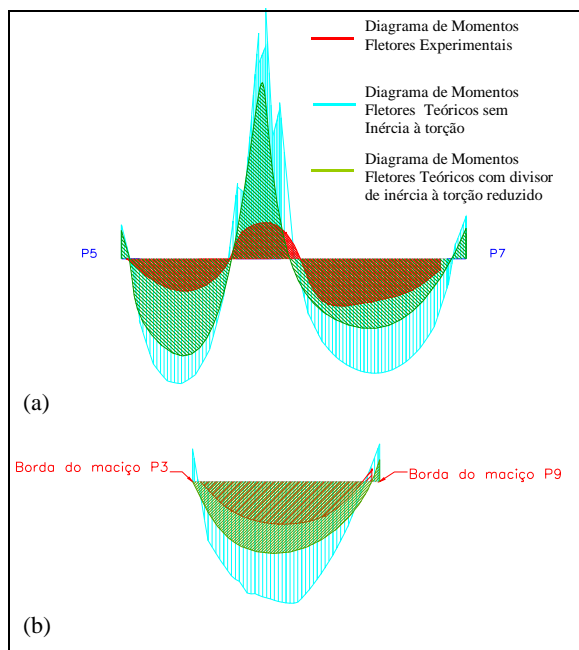 Diagrama de Momentos
Fletores Experimentais
Diagrama de Momentos
Fletores Teóricos sem
Inércia à torção
Diagrama de Momentos
Fletores Teóricos com divisor
de inércia à torção reduzido
P5
P7
(a)
Borda do maciço P3
Borda do maciço P9
(b)